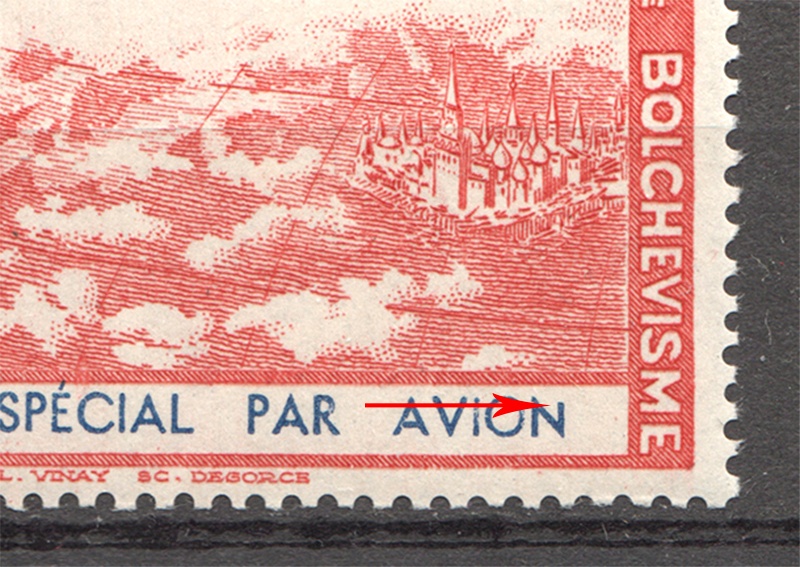 BOLCHEVISME
SPÉCIAL PAR AVION
L. VINAY SC. DEGORCE